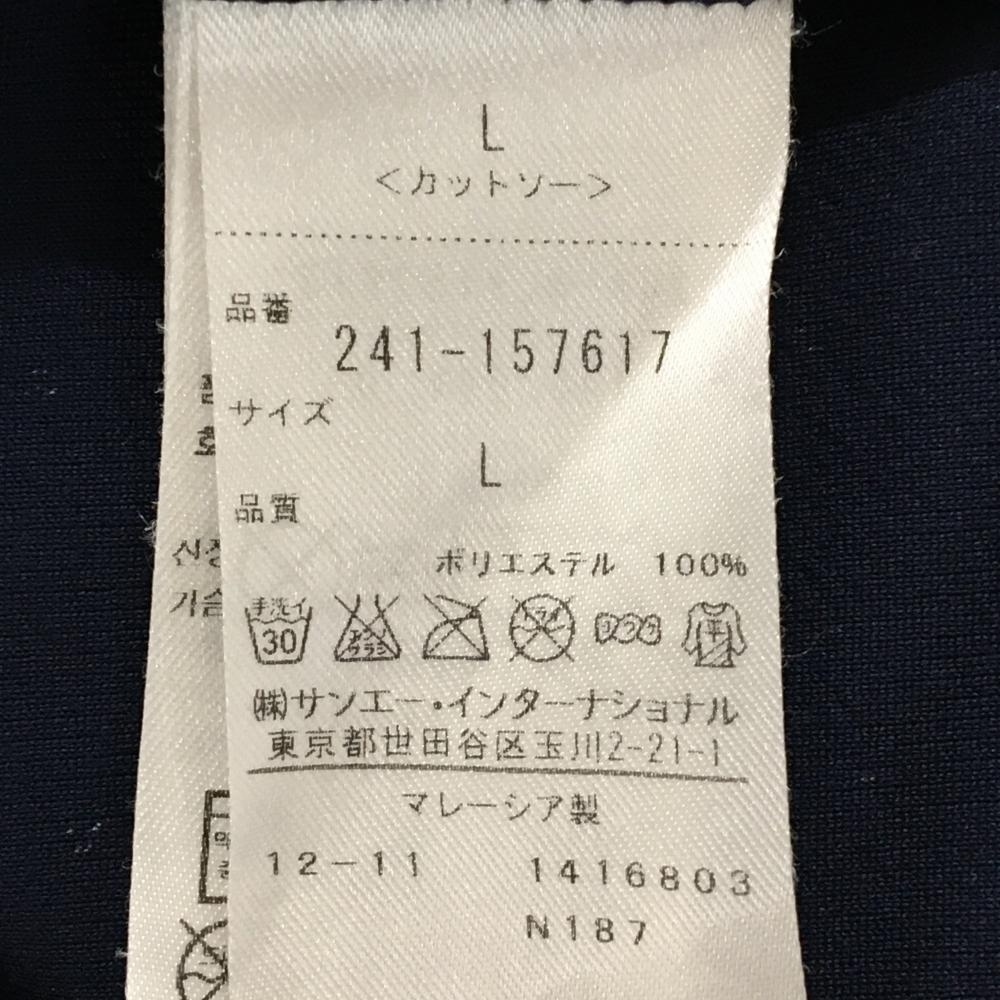 L
<カットソー>
品番
241-157617
サイズ
L
品質
ポリエステル 100%
手洗イ
30
㈱サンエー・インターナショナル
東京都世田谷区玉川2-21-1
マレーシア製
12-11 1416803
N187